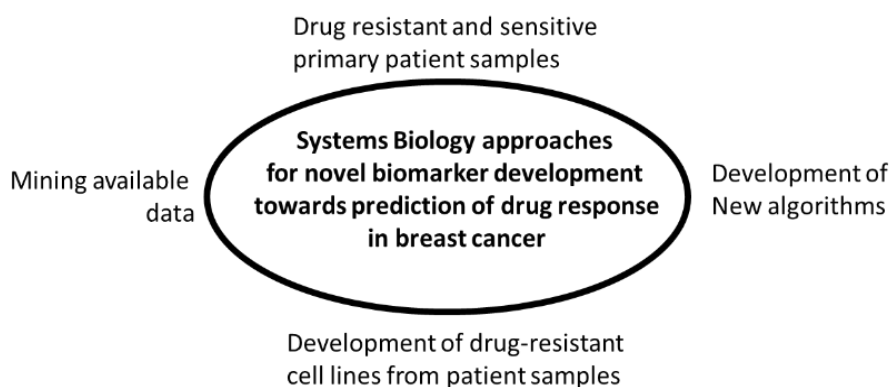 Drug resistant and sensitive
primary patient samples
Systems Biology approaches
for novel biomarker development
towards prediction of drug response
in breast cancer
Mining available
data
Development of
New algorithms
Development of drug-resistant
cell lines from patient samples